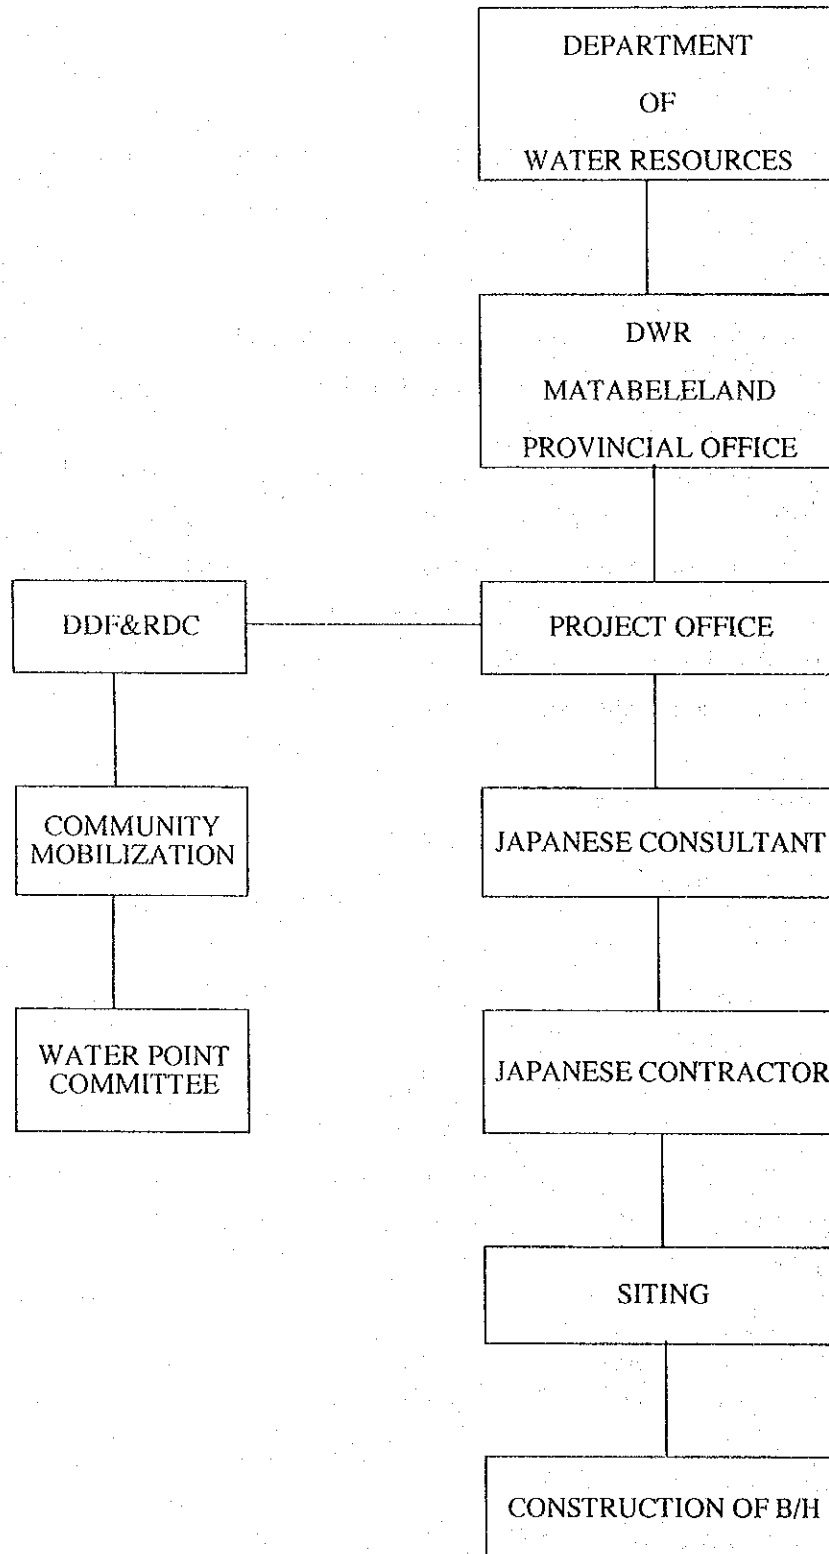 DEPARTMENT
OF
WATER RESOURCES
DWR
MATABELELAND
PROVINCIAL OFFICE
DDF&RDC
PROJECT OFFICE
COMMUNITY
MOBILIZATION
JAPANESE CONSULTANT
WATER POINT
COMMITTEE
JAPANESE CONTRACTOR
SITING
CONSTRUCTION OF B/H